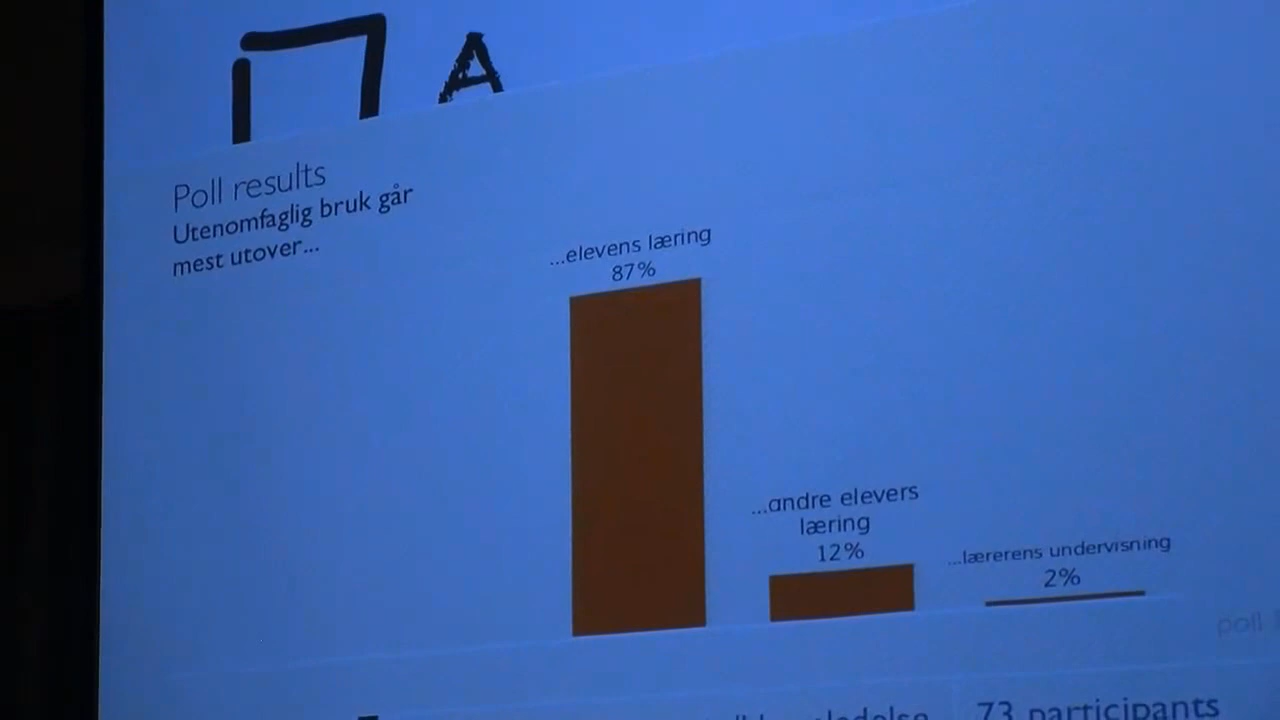 A
Poll results
Utenomfaglig bruk går
mest utover...
...elevens læring
87%
...andre elevers
læring
12%
...lærerens undervisning
2%
poll
73 participants